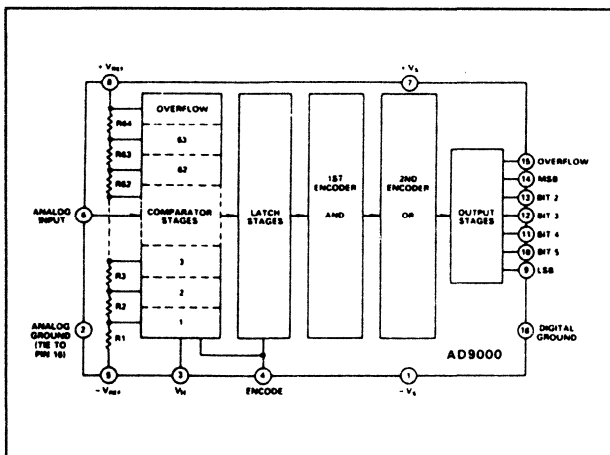 + VREF
+ VS
8
7
OVERFLOW
R64
63
R63
62
R62
ANALOG
INPUT
6
COMPARATOR
STAGES
LATCH
STAGES
1ST
ENCODER
AND
2ND
ENCODER
OR
OUTPUT
STAGES
15
OVERFLOW
14
MSB
13
BIT 2
12
BIT 3
11
BIT 4
10
BIT 5
9
LSB
R3
3
R2
2
R1
1
2
ANALOG
GROUND
(TIE TO
PIN 16)
16
DIGITAL
GROUND
AD9000
5
3
4
1
- VREF
VH
ENCODE
- VS